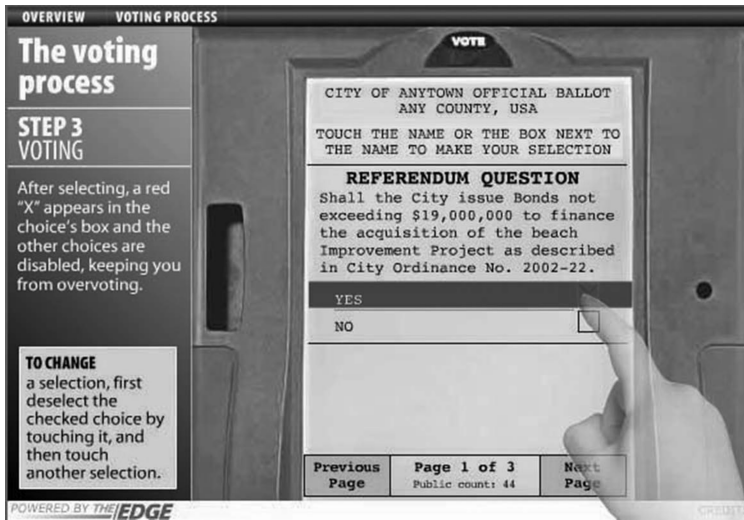 OVERVIEW VOTING PROCESS
The voting
process
STEP 3
VOTING
After selecting, a red
"X" appears in the
choice's box and the
other choices are
disabled, keeping you
from overvoting.
TO CHANGE
a selection, first
deselect the
checked choice by
touching it, and
then touch
another selection.
POWERED BY THE EDGE
VOTE
CITY OF ANYTOWN OFFICIAL BALLOT
ANY COUNTY, USA
TOUCH THE NAME OR THE BOX NEXT TO
THE NAME TO MAKE YOUR SELECTION
REFERENDUM QUESTION
Shall the City issue Bonds not
exceeding $19,000,000 to finance
the acquisition of the beach
Improvement Project as described
in City Ordinance No. 2002-22.
YES
NO
Previous
Page
Page 1 of 3
Public count: 44
Next
Page
CREDIT